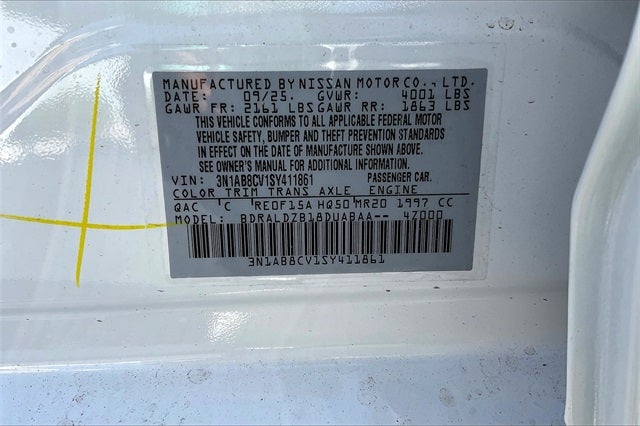 MANUFACTURED BY NISSAN MOTOR CO., LTD.
DATE: 09/25 GVWR: 4001 LBS
GAWR FR: 2161 LBS GAWR RR: 1863 LBS
THIS VEHICLE CONFORMS TO ALL APPLICABLE FEDERAL MOTOR
VEHICLE SAFETY, BUMPER AND THEFT PREVENTION STANDARDS
IN EFFECT ON THE DATE OF MANUFACTURE SHOWN ABOVE.
SEE OWNER'S MANUAL FOR ADDITIONAL INFORMATION.
VIN: 3N1AB8CV1SY411861 PASSENGER CAR.
COLOR TRIM TRANS AXLE ENGINE
QAC 'C RE0F15A HQ50 MR20 1997 CC
MODEL: BDRALDZB18DUABAA-- 4Z000
3N1AB8CV1SY411861